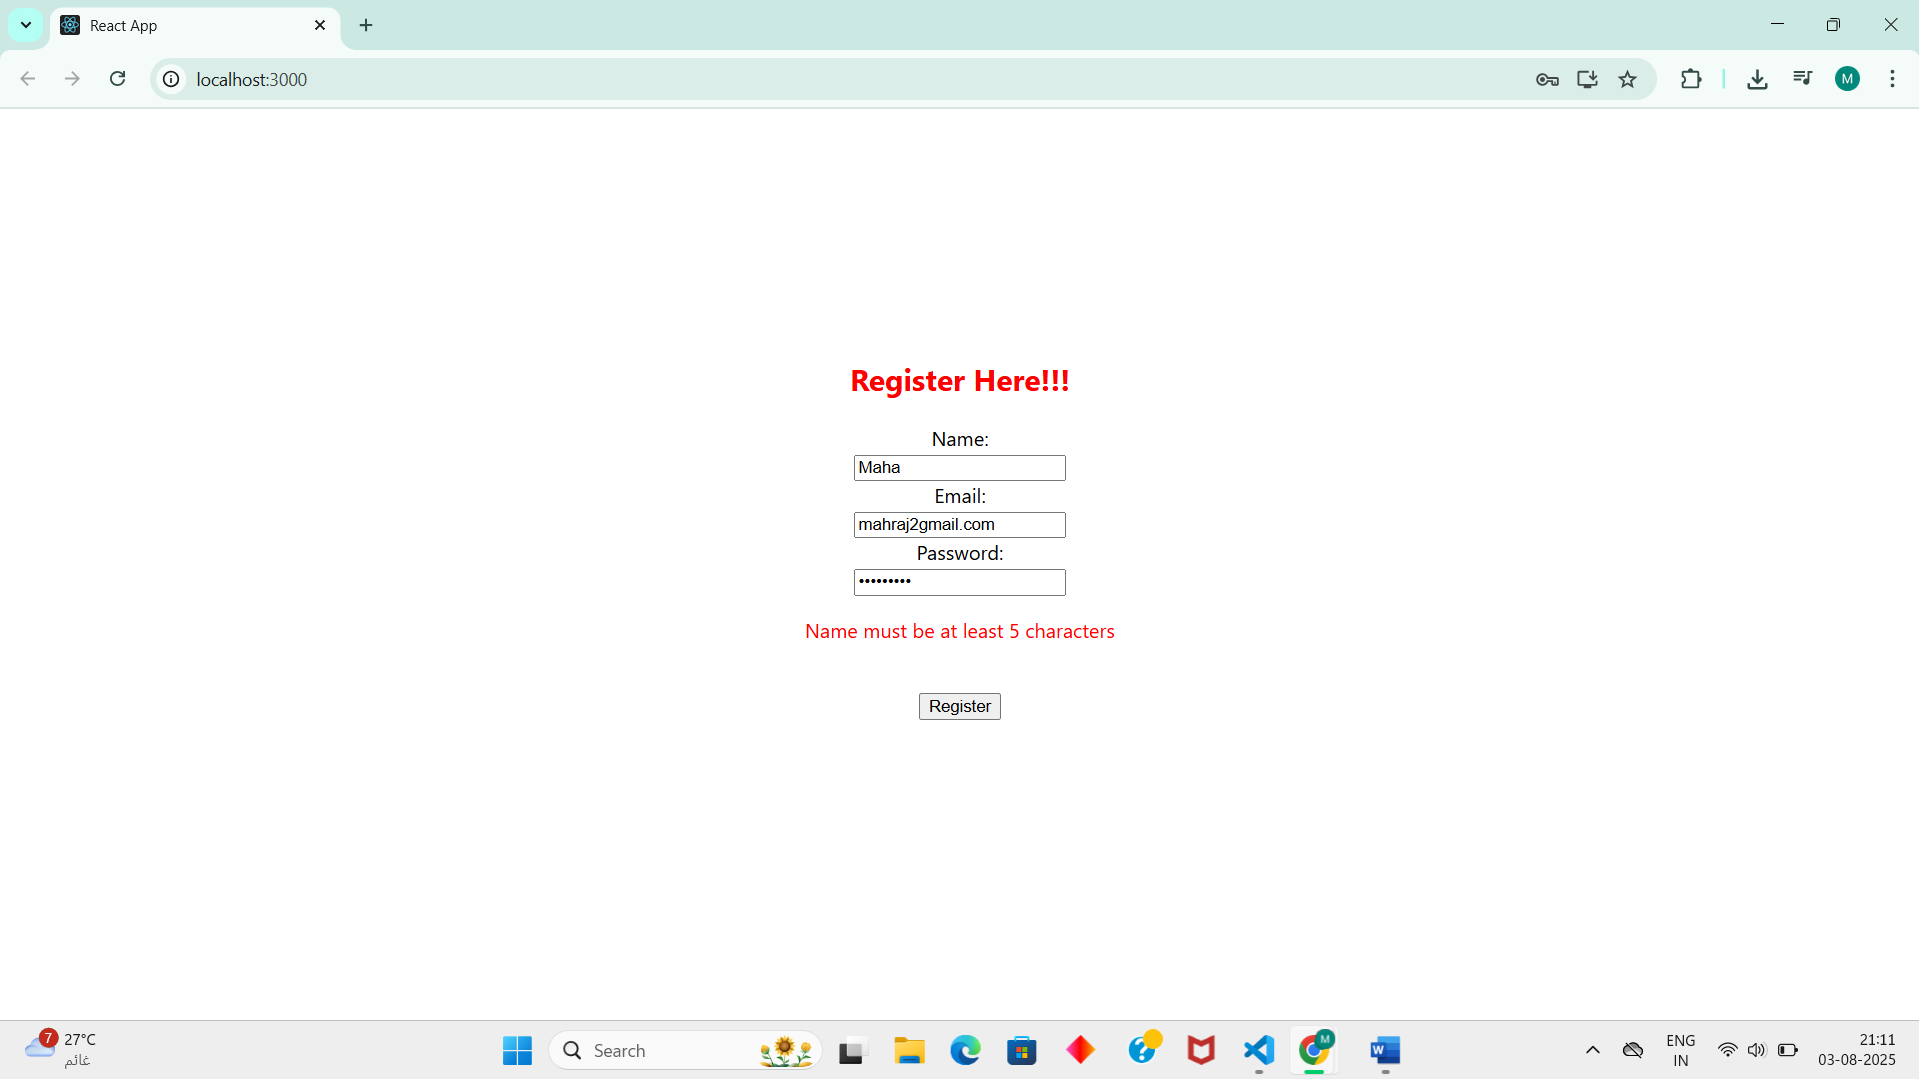 React App
localhost:3000
M
Register Here!!!
Name:
Maha
Email:
mahraj2gmail.com
Password:
•••••••••
Name must be at least 5 characters
Register
7
27°C
غائم
Search
M
W
ENG
IN
21:11
03-08-2025